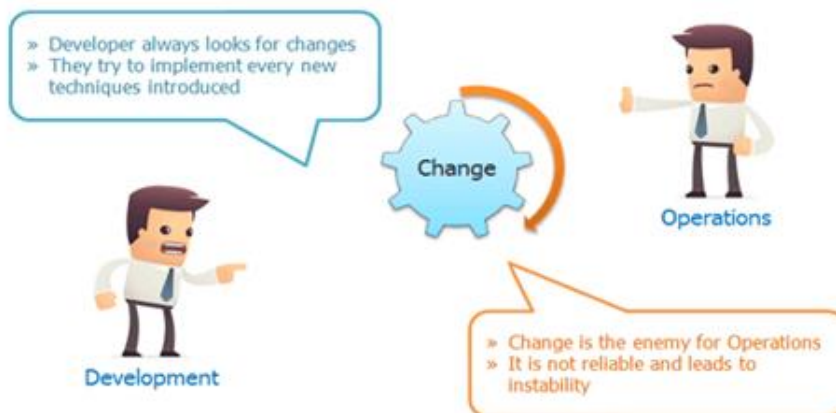 » Developer always looks for changes
» They try to implement every new
techniques introduced
Change
Operations
Development
» Change is the enemy for Operations
» It is not reliable and leads to
instability